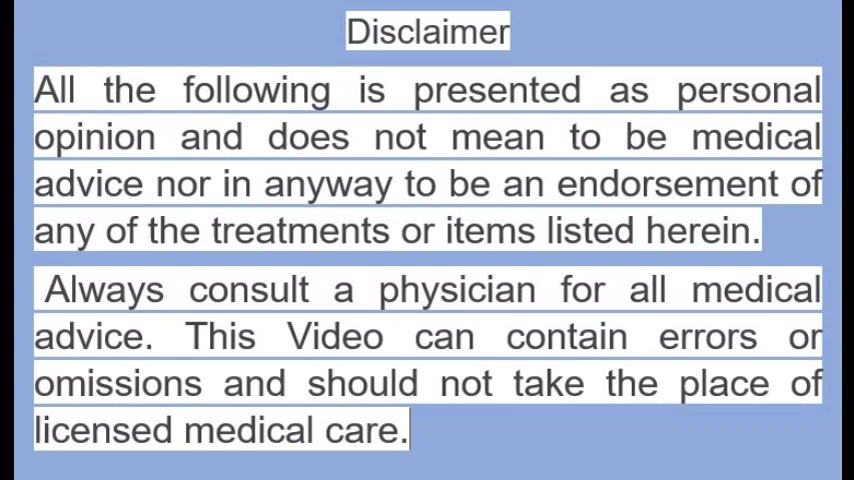 Disclaimer
All the following is presented as personal
opinion and does not mean to be medical
advice nor in anyway to be an endorsement of
any of the treatments or items listed herein.
Always consult a physician for all medical
advice. This Video can contain errors or
omissions and should not take the place of
licensed medical care.